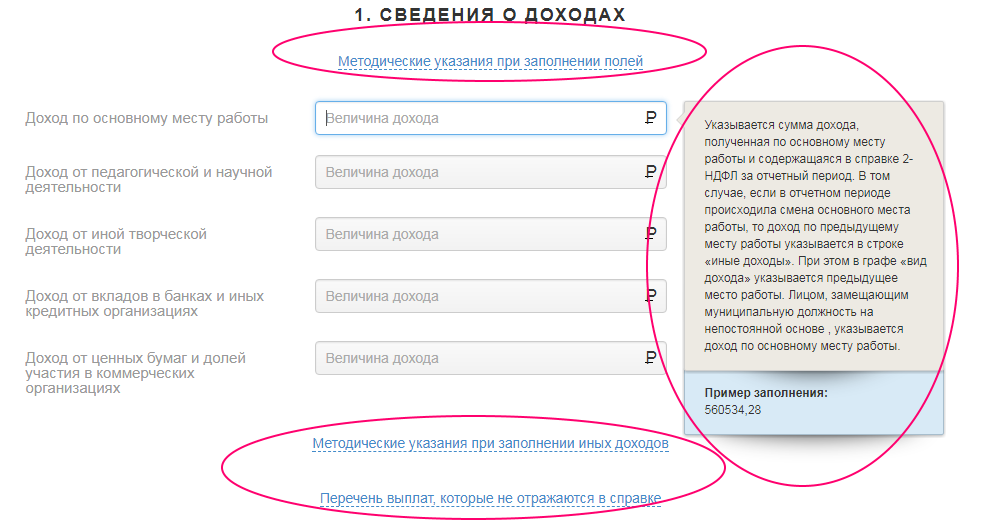 1. СВЕДЕНИЯ О ДОХОДАХ
Методические указания при заполнении полей
Доход по основному месту работы
Величина дохода ₽
Доход от педагогической и научной
деятельности
Величина дохода ₽
Доход от иной творческой
деятельности
Величина дохода ₽
Доход от вкладов в банках и иных
кредитных организациях
Величина дохода ₽
Доход от ценных бумаг и долей
участия в коммерческих
организациях
Величина дохода ₽
Указывается сумма дохода,
полученная по основному месту
работы и содержащаяся в справке 2-
НДФЛ за отчетный период. В том
случае, если в отчетном периоде
происходила смена основного места
работы, то доход по предыдущему
месту работы указывается в строке
«иные доходы». При этом в графе «вид
дохода» указывается предыдущее
место работы. Лицом, замещающим
муниципальную должность на
непостоянной основе , указывается
доход по основному месту работы.
Пример заполнения:
560534,28
Методические указания при заполнении иных доходов
Перечень выплат, которые не отражаются в справке